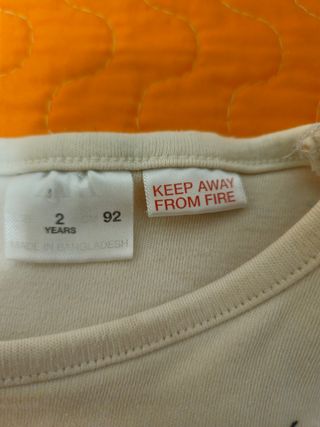 2
YEARS
92
MADE IN BANGLADESH
KEEP AWAY
FROM FIRE